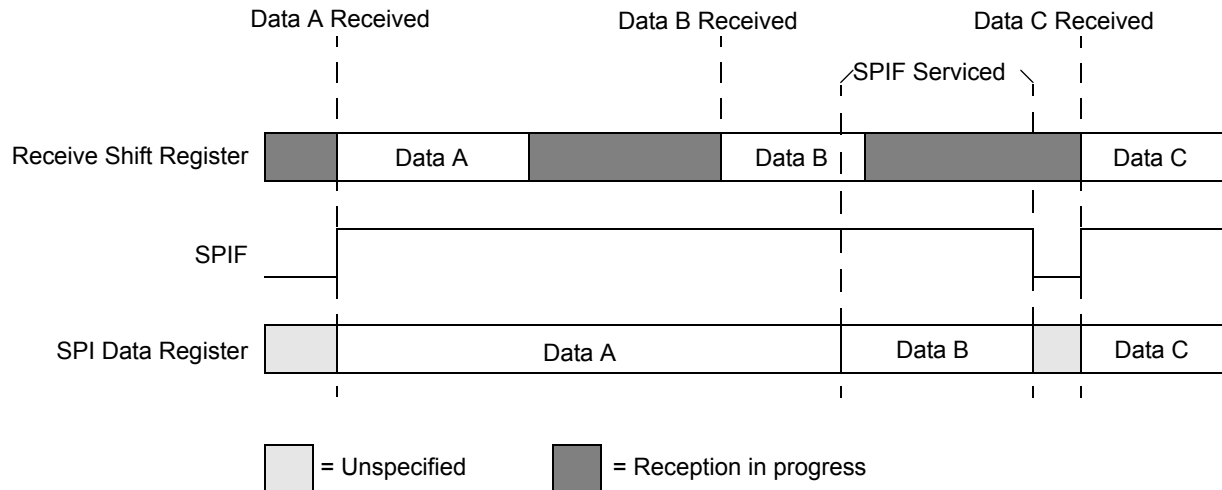 Data A Received
Data B Received
Data C Received
SPIF Serviced
Receive Shift Register
Data A
Data B
Data C
SPIF
SPI Data Register
Data A
Data B
Data C
= Unspecified
= Reception in progress